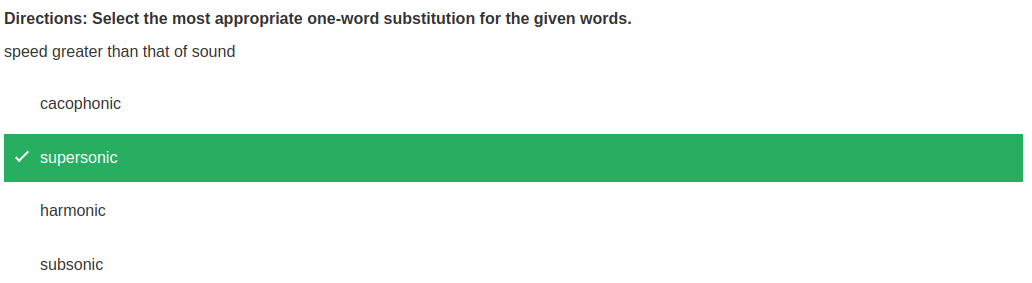 Directions: Select the most appropriate one-word substitution for the given words.
speed greater than that of sound
cacophonic
supersonic
harmonic
subsonic